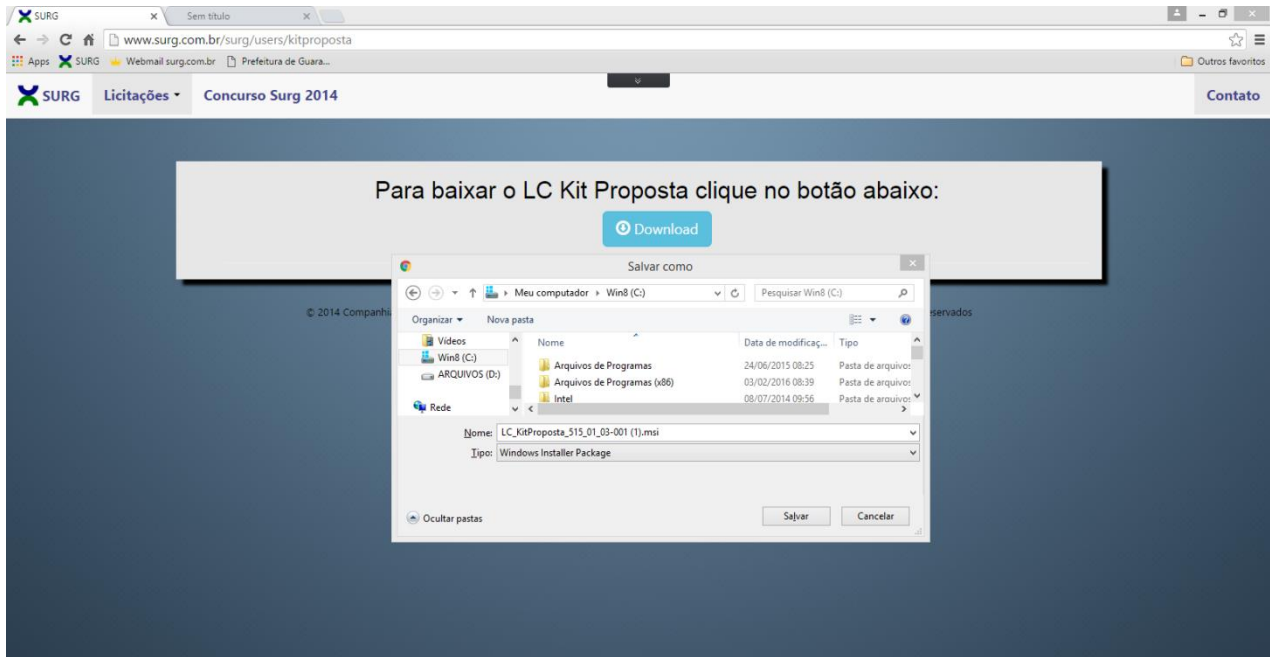 SURG
Sem título
www.surg.com.br/surg/users/kitproposta
Apps SURG Webmail surg.com.br Prefeitura de Guara... Outros favoritos
SURG Licitações Concurso Surg 2014 Contato
Para baixar o LC Kit Proposta clique no botão abaixo:
Download
Salvar como
Meu computador Win8 (C:) Pesquisar Win8 (C:)
Organizar Nova pasta
Vídeos
Win8 (C:)
ARQUIVOS (D:)
Rede
Nome Data de modificaç... Tipo
Arquivos de Programas 24/06/2015 08:25 Pasta de arquivos
Arquivos de Programas (x86) 03/02/2016 08:39 Pasta de arquivos
Intel 08/07/2014 09:56 Pasta de arquivos
Nome: LC_KitProposta_515_01_03-001 (1).msi
Tipo: Windows Installer Package
Ocultar pastas Salvar Cancelar
© 2014 Companhi
eservados